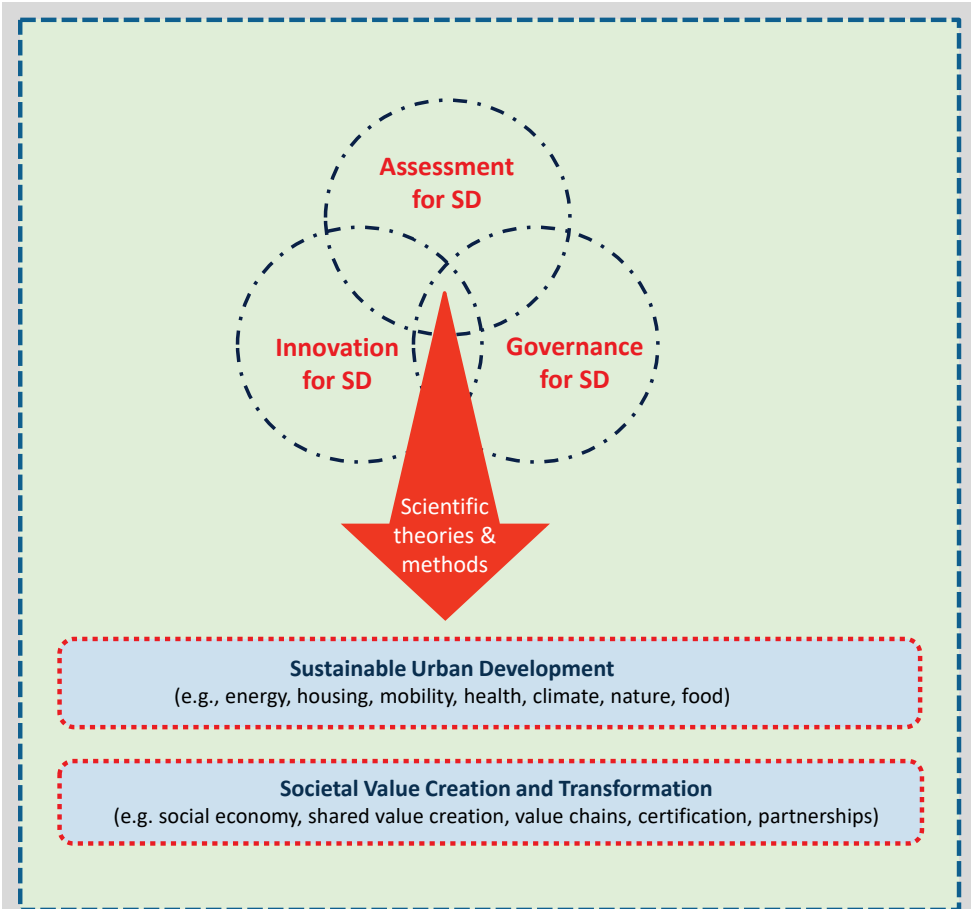 Assessment
for SD
Innovation
for SD
Governance
for SD
Scientific
theories &
methods
Sustainable Urban Development
(e.g., energy, housing, mobility, health, climate, nature, food)
Societal Value Creation and Transformation
(e.g. social economy, shared value creation, value chains, certification, partnerships)